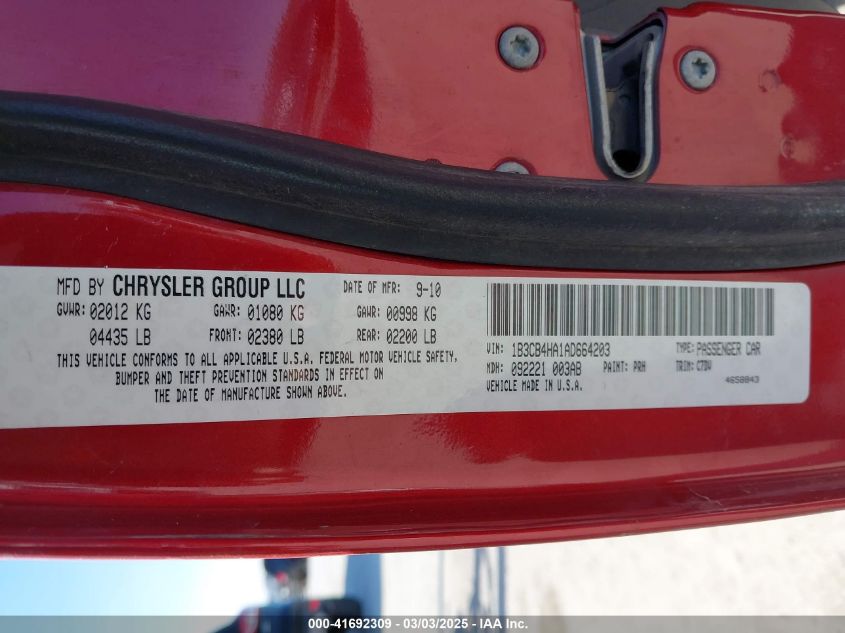 MFD BY CHRYSLER GROUP LLC DATE OF MFR: 9-10
GVWR: 02012 KG GAWR: 01080 KG GAWR: 00998 KG
04435 LB FRONT: 02380 LB REAR: 02200 LB
THIS VEHICLE CONFORMS TO ALL APPLICABLE U.S.A. FEDERAL MOTOR VEHICLE SAFETY,
BUMPER AND THEFT PREVENTION STANDARDS IN EFFECT ON
THE DATE OF MANUFACTURE SHOWN ABOVE.
VIN: 1B3CB4HA1AD664203 TYPE: PASSENGER CAR
MDH: 092221 003AB PAINT: PRH TRIM: C7DV
VEHICLE MADE IN U.S.A. 4658843
000-41692309 | 03/03/2025 | IAA Inc.